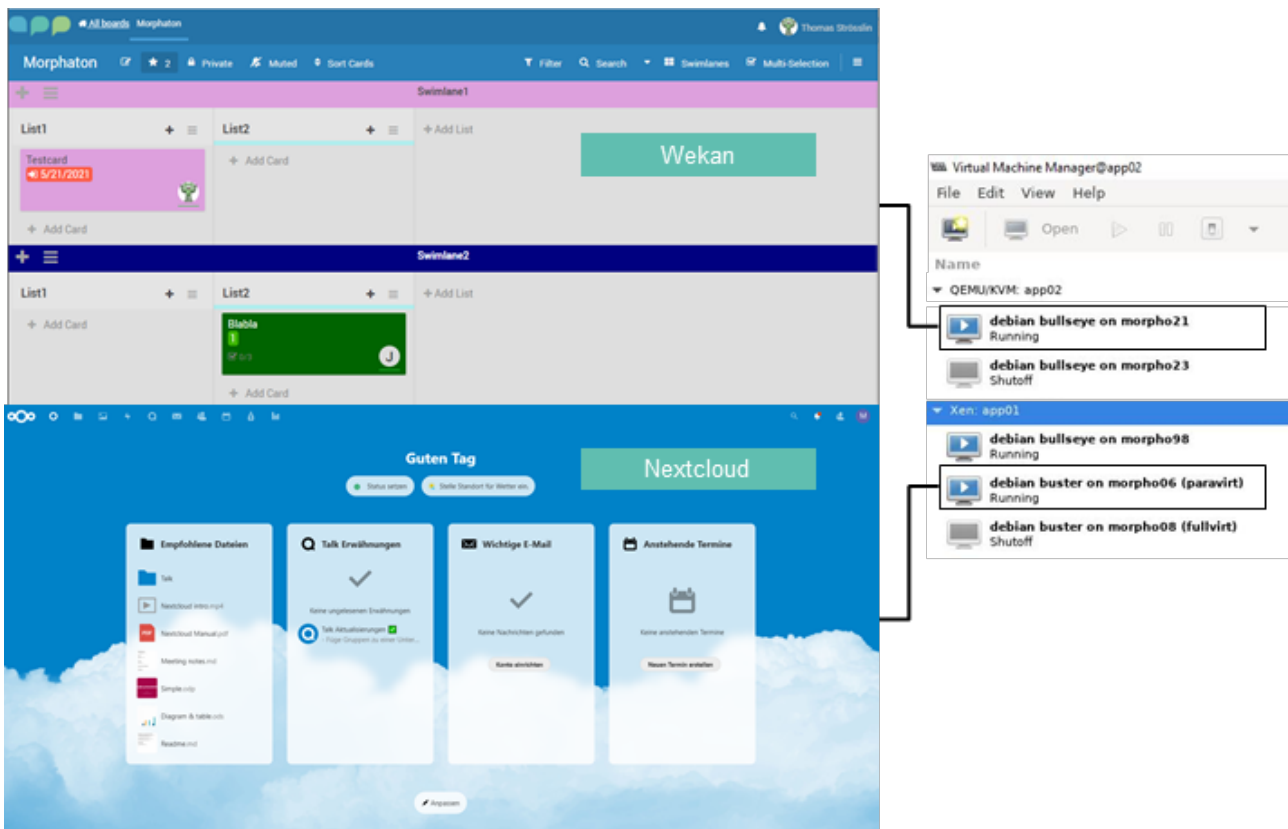 All boards Morphaton
Thomas Strösslin
Morphaton 2 Private Muted Sort Cards Filter Search Swimlanes Multi-Selection
Swimlane1
List1 List2 + Add List
Testcard
5/21/2021
+ Add Card
+ Add Card
Wekan
Swimlane2
List1 List2 + Add List
+ Add Card
Blabla
1
0/3
J
+ Add Card
M
Guten Tag
Nextcloud
Status setzen
Stelle Standort für Wetter ein.
Empfohlene Dateien
Talk
Nextcloud intro.mp4
PDF
Nextcloud Manual.pdf
Meeting notes.md
Simple.odp
Diagram & table.ods
Readme.md
Talk Erwähnungen
Keine ungelesenen Erwähnungen
Talk Aktualisierungen
- Füge Gruppen zu einer Unter...
Wichtige E-Mail
Keine Nachrichten gefunden
Konto einrichten
Anstehende Termine
Keine anstehenden Termine
Neuen Termin erstellen
Anpassen
Virtual Machine Manager@app02
File Edit View Help
Open
Name
QEMU/KVM: app02
debian bullseye on morpho21
Running
debian bullseye on morpho23
Shutoff
Xen: app01
debian bullseye on morpho98
Running
debian buster on morpho06 (paravirt)
Running
debian buster on morpho08 (fullvirt)
Shutoff